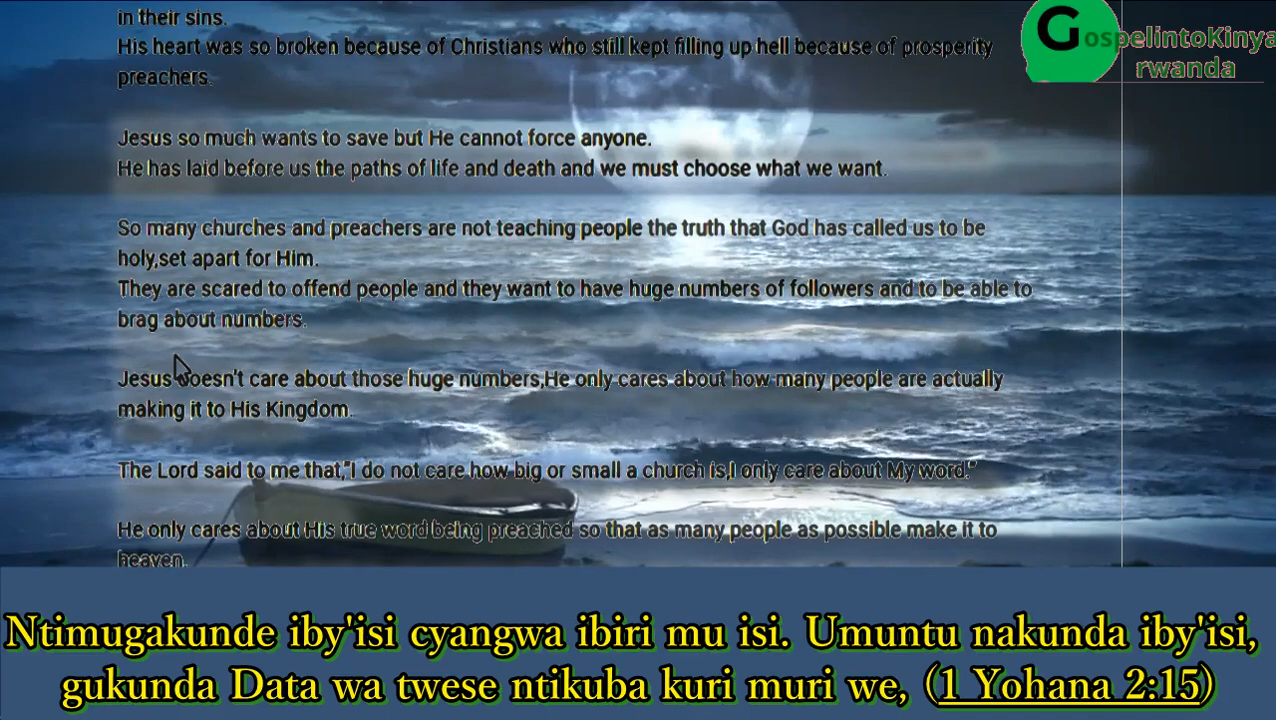 in their sins.
His heart was so broken because of Christians who still kept filling up hell because of prosperity
preachers.
Jesus so much wants to save but He cannot force anyone.
He has laid before us the paths of life and death and we must choose what we want.
So many churches and preachers are not teaching people the truth that God has called us to be
holy,set apart for Him.
They are scared to offend people and they want to have huge numbers of followers and to be able to
brag about numbers.
Jesus doesn't care about those huge numbers,He only cares about how many people are actually
making it to His Kingdom.
The Lord said to me that,"I do not care how big or small a church is,I only care about My word."
He only cares about His true word being preached so that as many people as possible make it to
heaven.
GospelintoKinya
rwanda
Ntimugakunde iby'isi cyangwa ibiri mu isi. Umuntu nakunda iby'isi,
gukunda Data wa twese ntikuba kuri muri we, (1 Yohana 2:15)